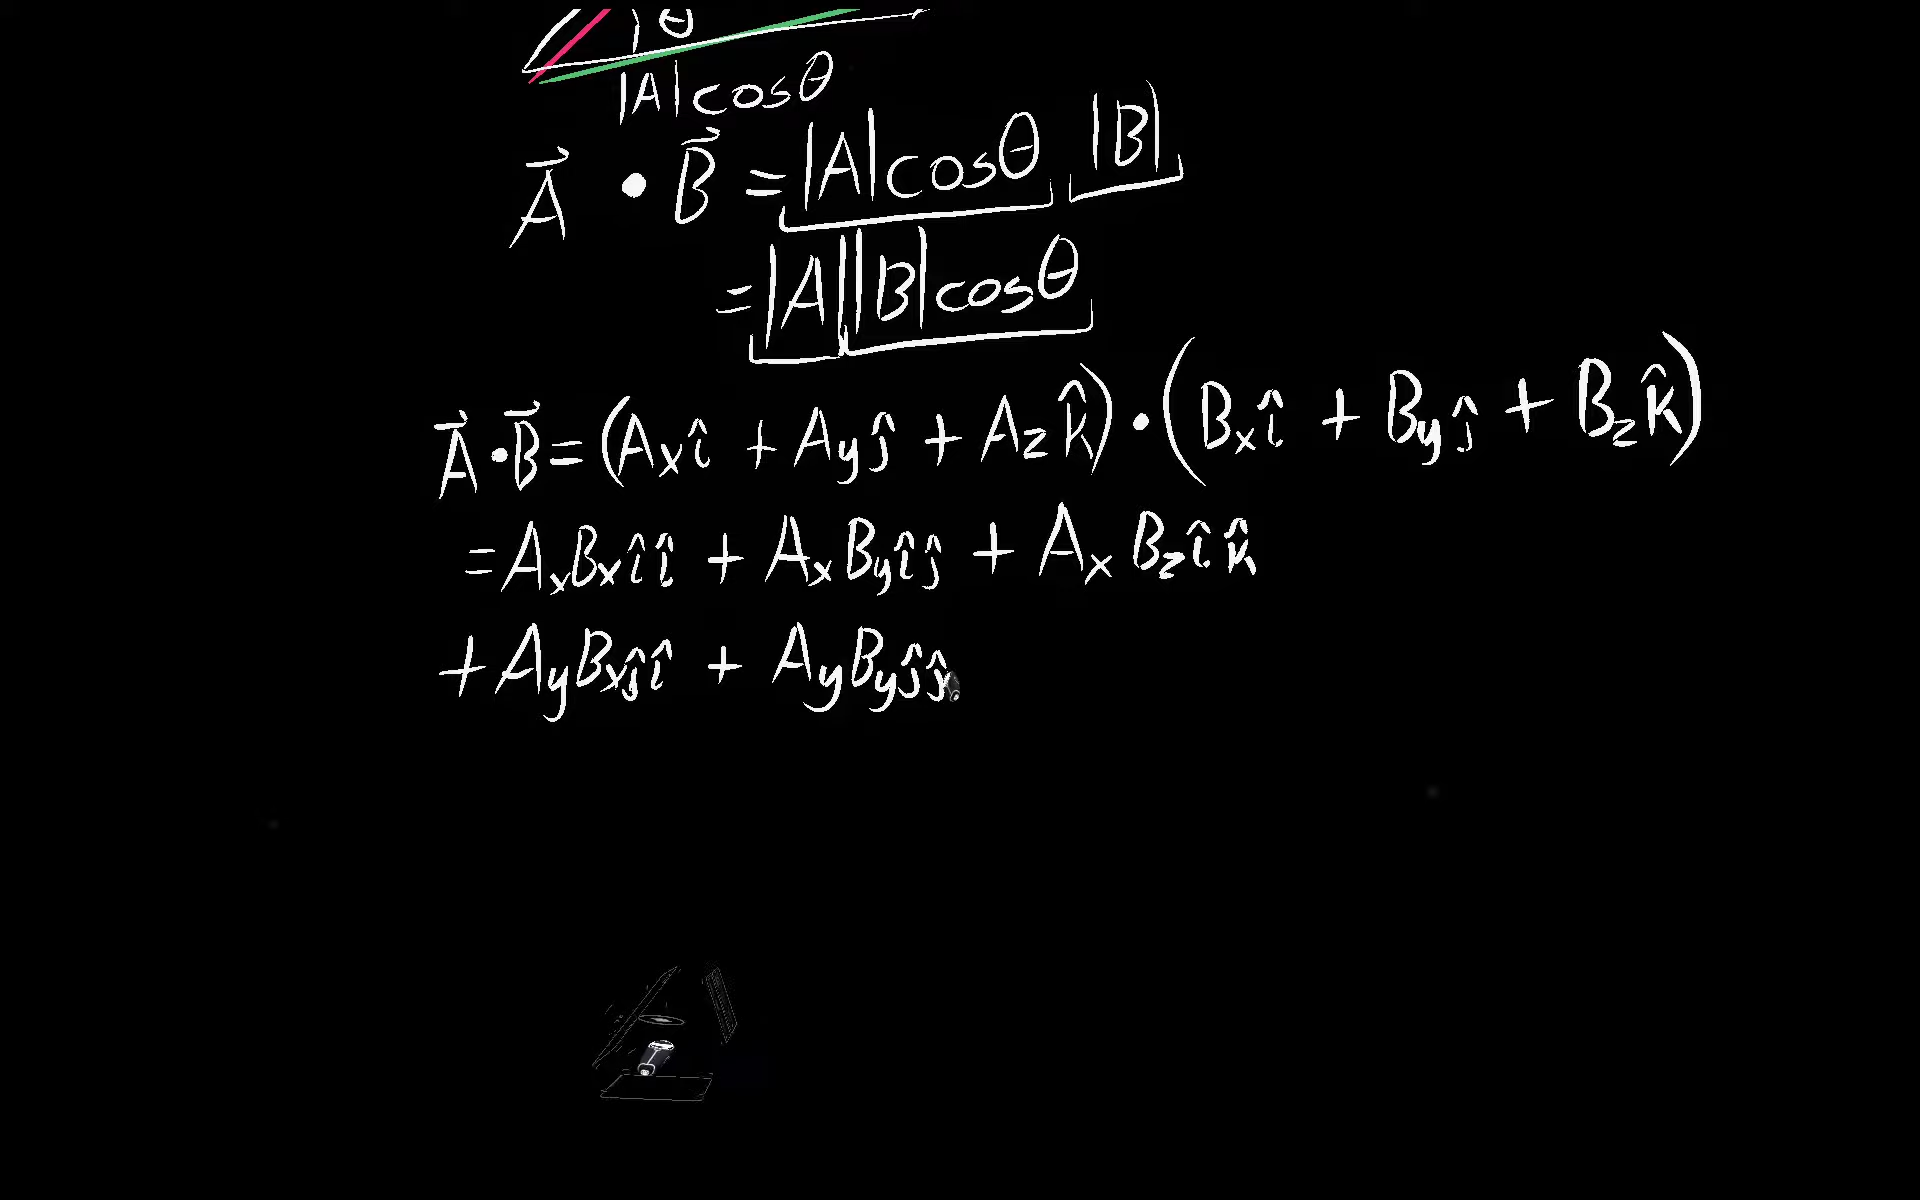 θ
|A|cosθ
A⃗ • B⃗ = |A|cosθ |B|
= |A||B|cosθ
A⃗ • B⃗ = (Axî + Ayĵ + Azk̂) • (Bxî + Byĵ + Bzk̂)
= AxBxîî + AxByîĵ + AxBzîk̂
+ AyBxĵî + AyByĵĵ